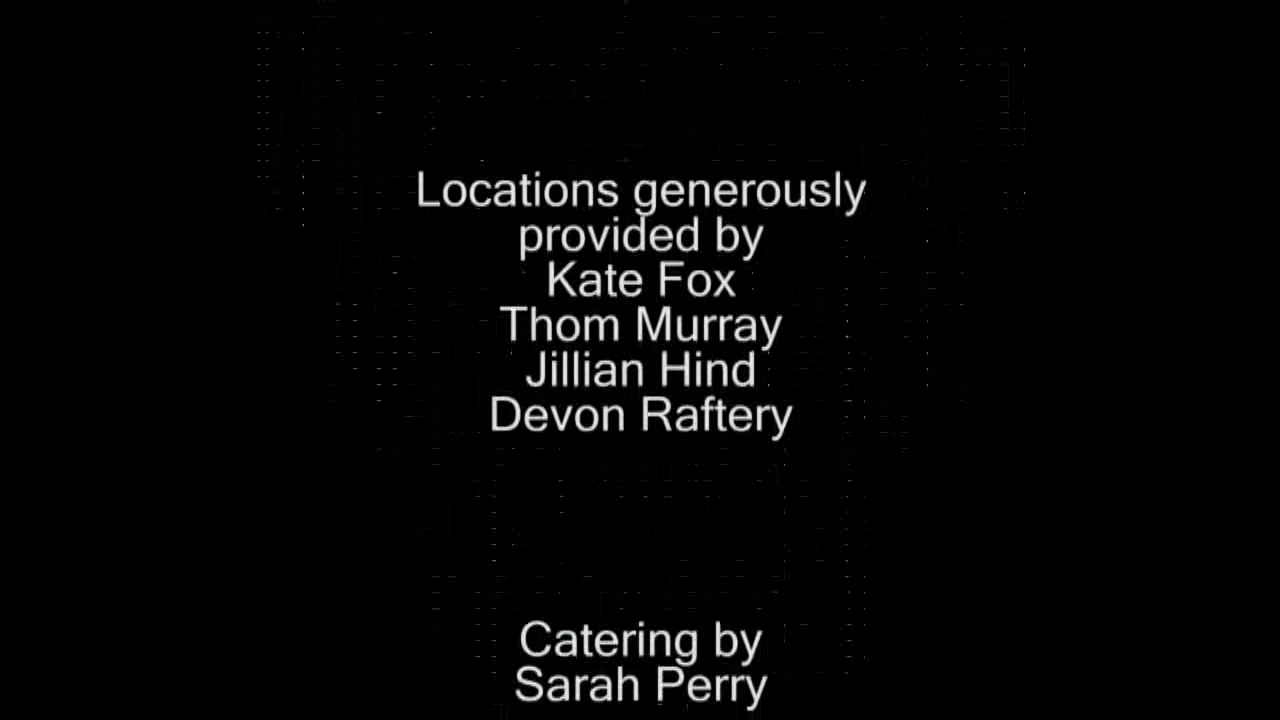 Locations generously
provided by
Kate Fox
Thom Murray
Jillian Hind
Devon Raftery
Catering by
Sarah Perry